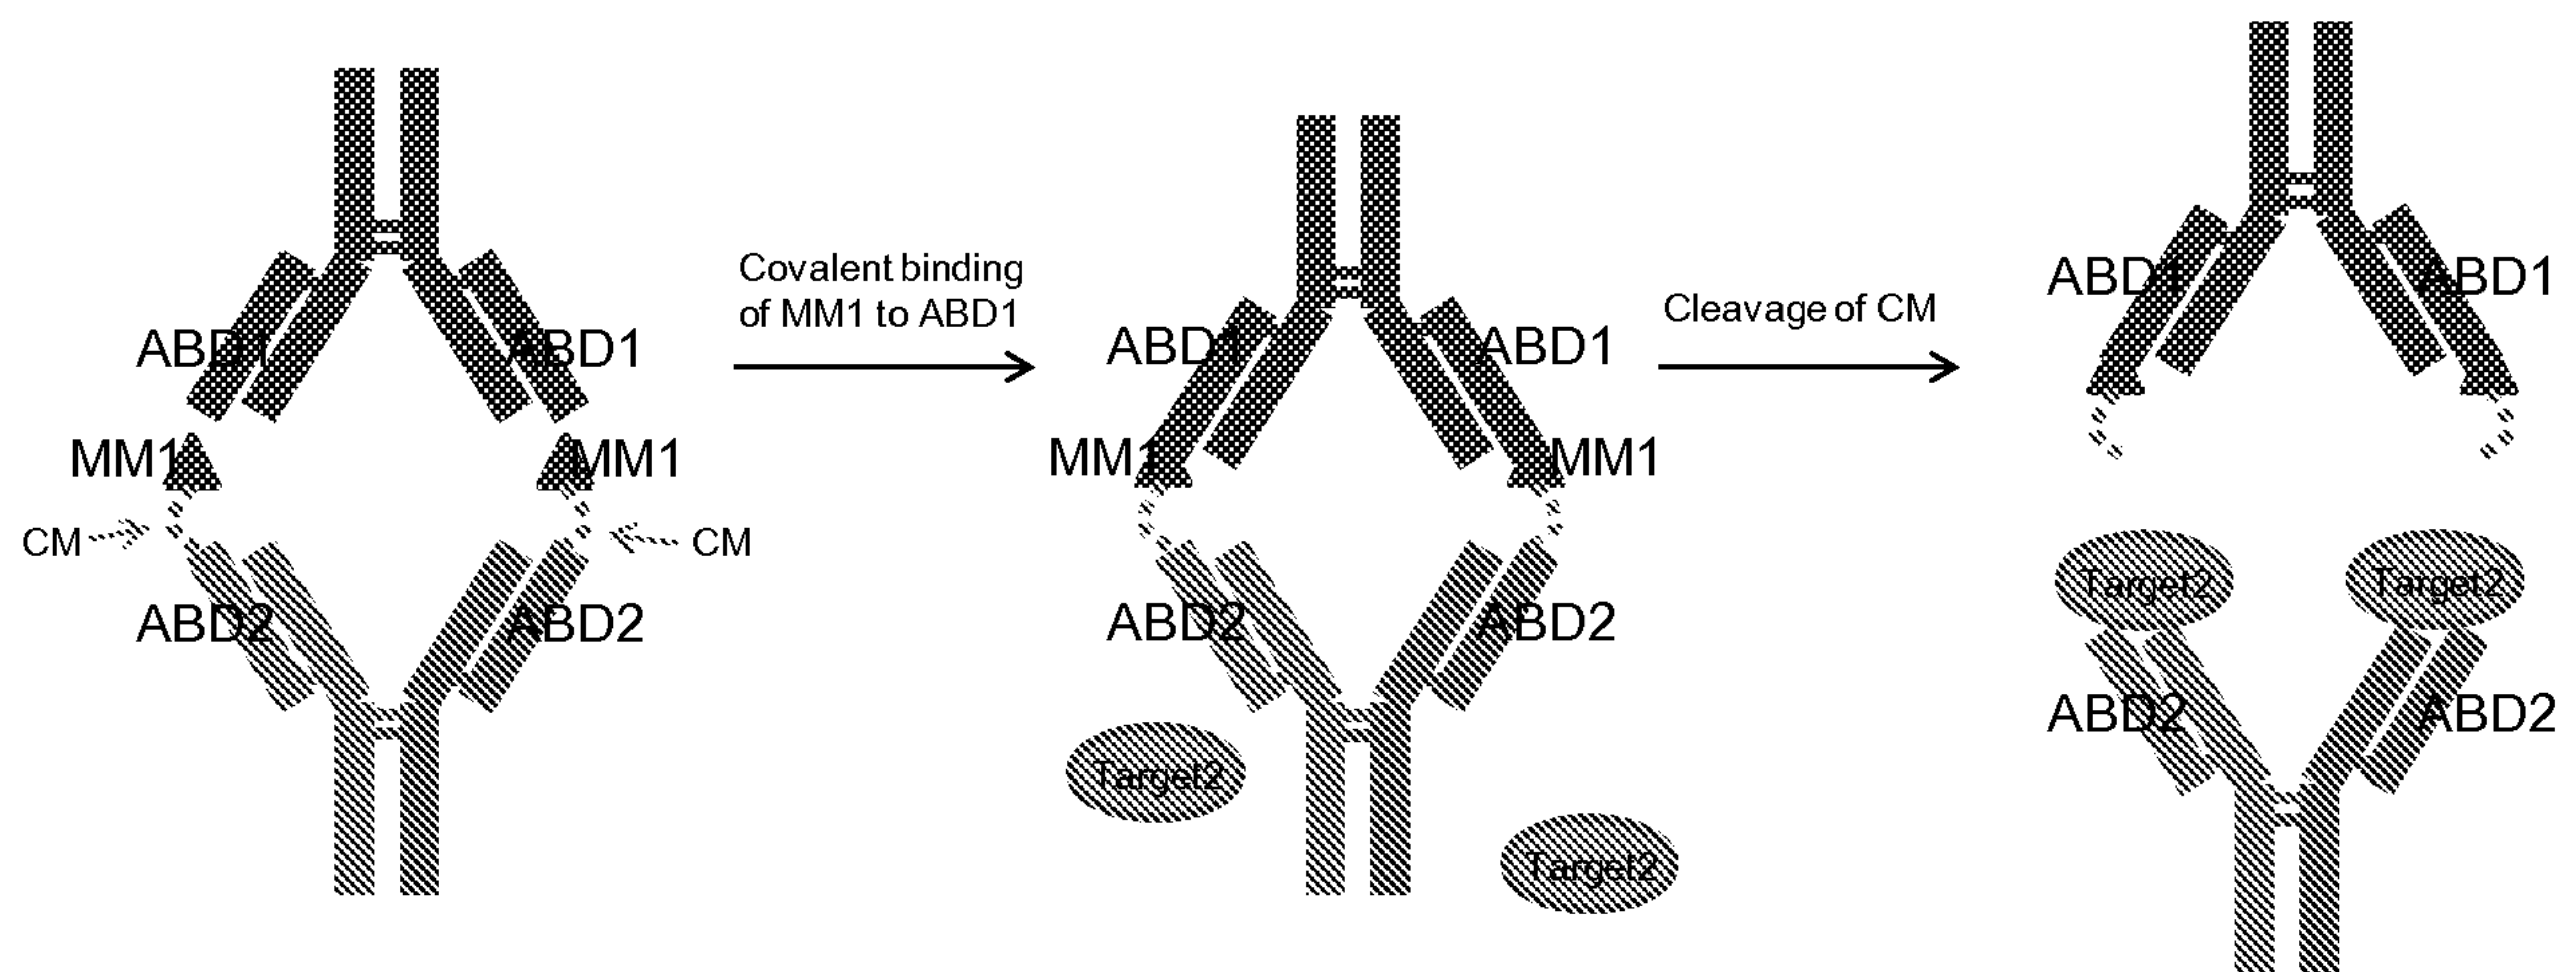 Covalent binding
of MM1 to ABD1
Cleavage of CM
ABD1
ABD1
MM1
MM1
CM
CM
ABD2
ABD2
ABD1
ABD1
MM1
MM1
ABD2
ABD2
Target2
Target2
ABD1
ABD1
Target2
Target2
ABD2
ABD2